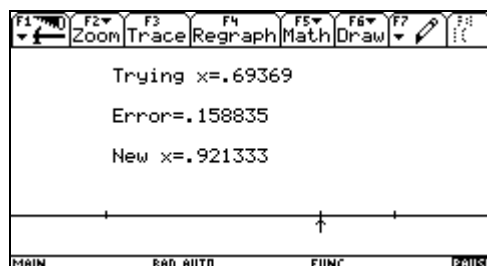 F1 F2 Zoom F3 Trace F4 Regraph F5 Math F6 Draw F7
Trying x=.69369
Error=.158835
New x=.921333
MAIN RAD AUTO FUNC PAUSE